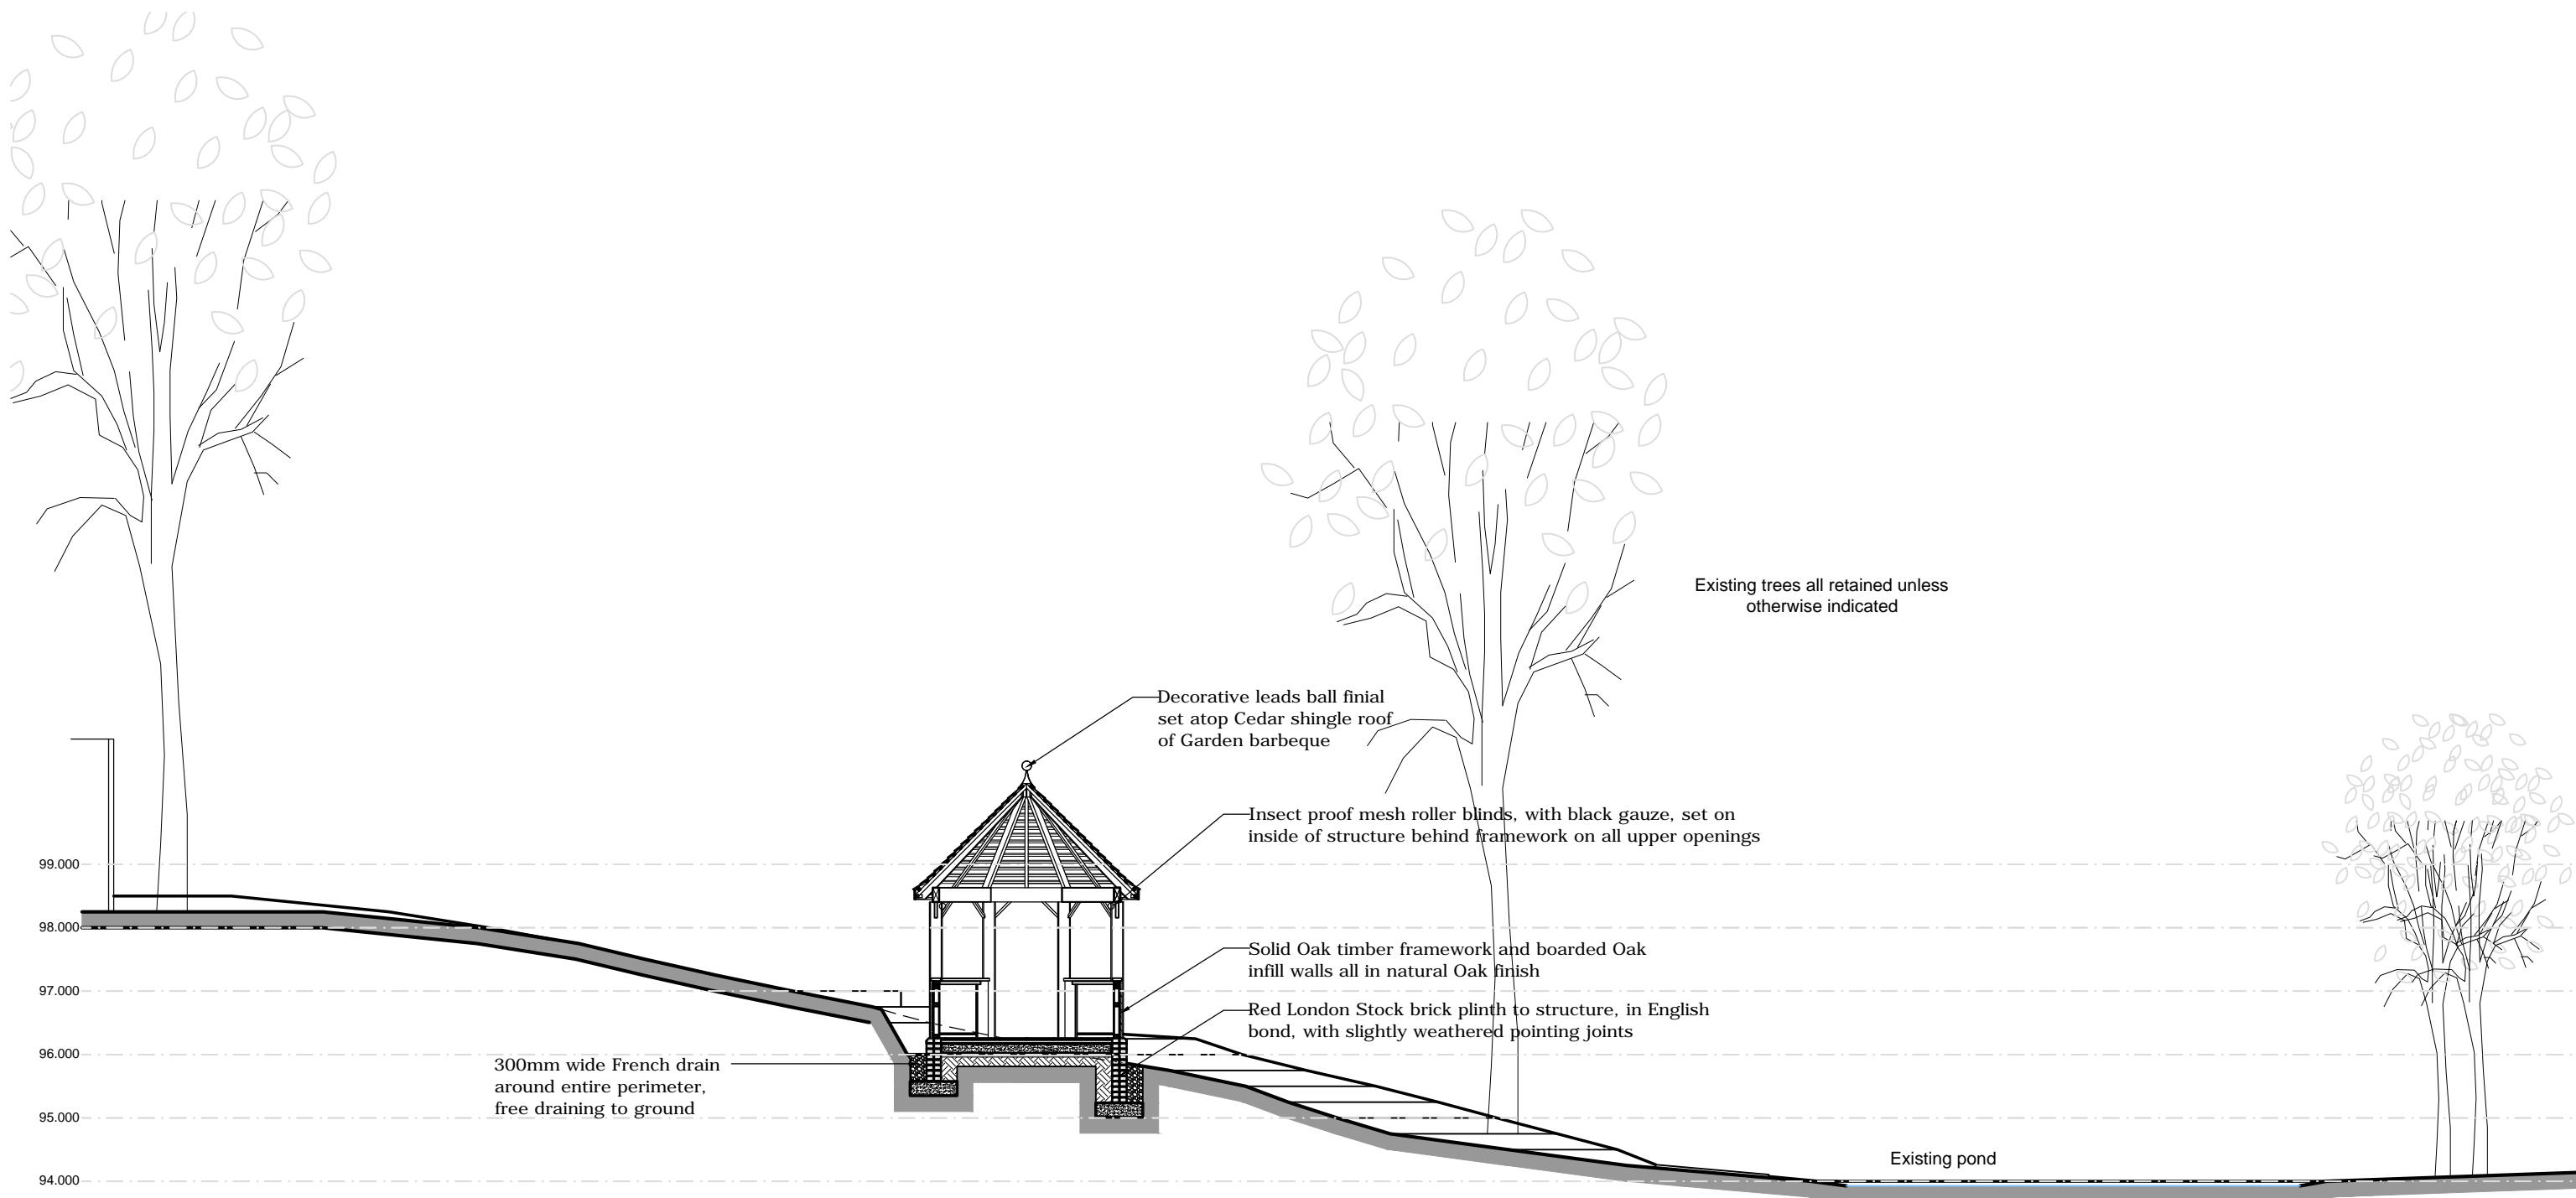 Existing trees all retained unless
otherwise indicated
Decorative leads ball finial
set atop Cedar shingle roof
of Garden barbeque
Insect proof mesh roller blinds, with black gauze, set on
inside of structure behind framework on all upper openings
99.000
98.000
Solid Oak timber framework and boarded Oak
infill walls all in natural Oak finish
97.000
Red London Stock brick plinth to structure, in English
bond, with slightly weathered pointing joints
96.000
300mm wide French drain
around entire perimeter,
free draining to ground
95.000
Existing pond
94.000